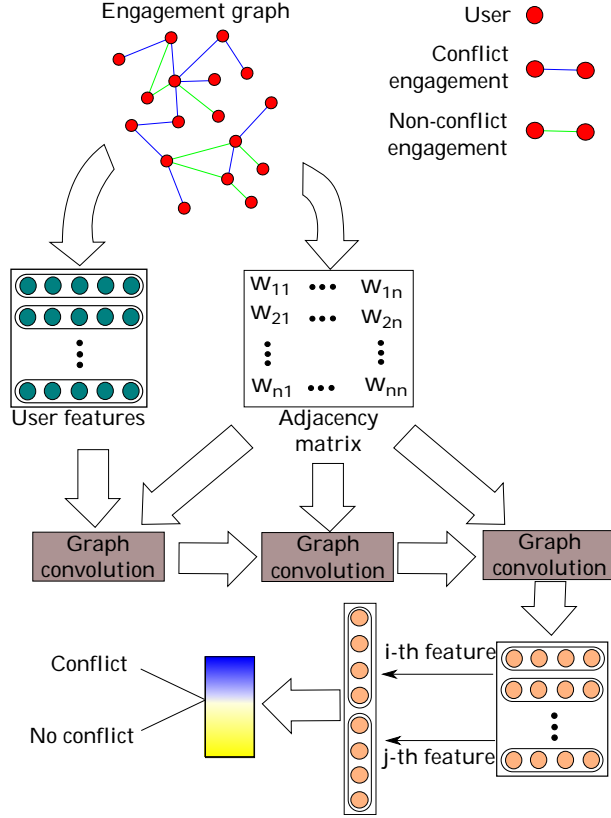 Engagement graph
User
Conflict
engagement
Non-conflict
engagement
w11 ••• w1n
w21 ••• w2n
wn1 ••• wnn
User features
Adjacency
matrix
Graph
convolution
Graph
convolution
Graph
convolution
i-th feature
j-th feature
Conflict
No conflict